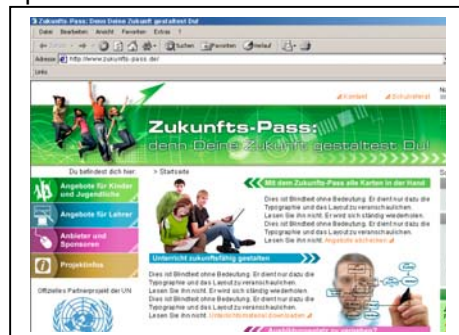 Zukunfts-Pass: Denn Deine Zukunft gestaltest Du!
Datei Bearbeiten Ansicht Favoriten Extras ?
Suchen Favoriten Verlauf
Adresse http://www.zukunfts-pass.de/
Links
Kontakt
Zukunfts-Pass:
denn Deine Zukunft gestaltest Du!
Du befindest dich hier: > Startseite
Angebote für Kinder
und Jugendliche
Angebote für Lehrer
Anbieter und
Sponsoren
Projektinfos
Offizielles Partnerprojekt der UN
Mit dem Zukunfts-Pass alle Karten in der Hand
Dies ist Blindtext ohne Bedeutung. Er dient nur dazu die
Typographie und das Layout zu veranschaulichen.
Lesen Sie ihn nicht. Er wird sich ständig wiederholen.
Dies ist Blindtext ohne Bedeutung. Er dient nur dazu die
Typographie und das Layout zu veranschaulichen.
Lesen Sie ihn nicht. Angebote
Unterricht zukunftsfähig gestalten
Dies ist Blindtext ohne Bedeutung. Er dient nur dazu die
Typographie und das Layout zu veranschaulichen.
Lesen Sie ihn nicht. Er wird sich ständig wiederholen.
Dies ist Blindtext ohne Bedeutung. Er dient nur dazu die
Typographie und das Layout zu veranschaulichen.
Lesen Sie ihn nicht. Unterrichtsmaterial downloaden